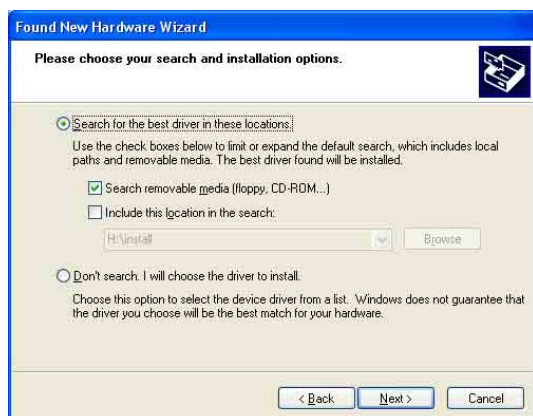 Found New Hardware Wizard
Please choose your search and installation options.
Search for the best driver in these locations.
Use the check boxes below to limit or expand the default search, which includes local
paths and removable media. The best driver found will be installed.
Search removable media (floppy, CD-ROM...)
Include this location in the search:
H:\install
Browse
Don't search. I will choose the driver to install.
Choose this option to select the device driver from a list. Windows does not guarantee that
the driver you choose will be the best match for your hardware.
< Back Next > Cancel